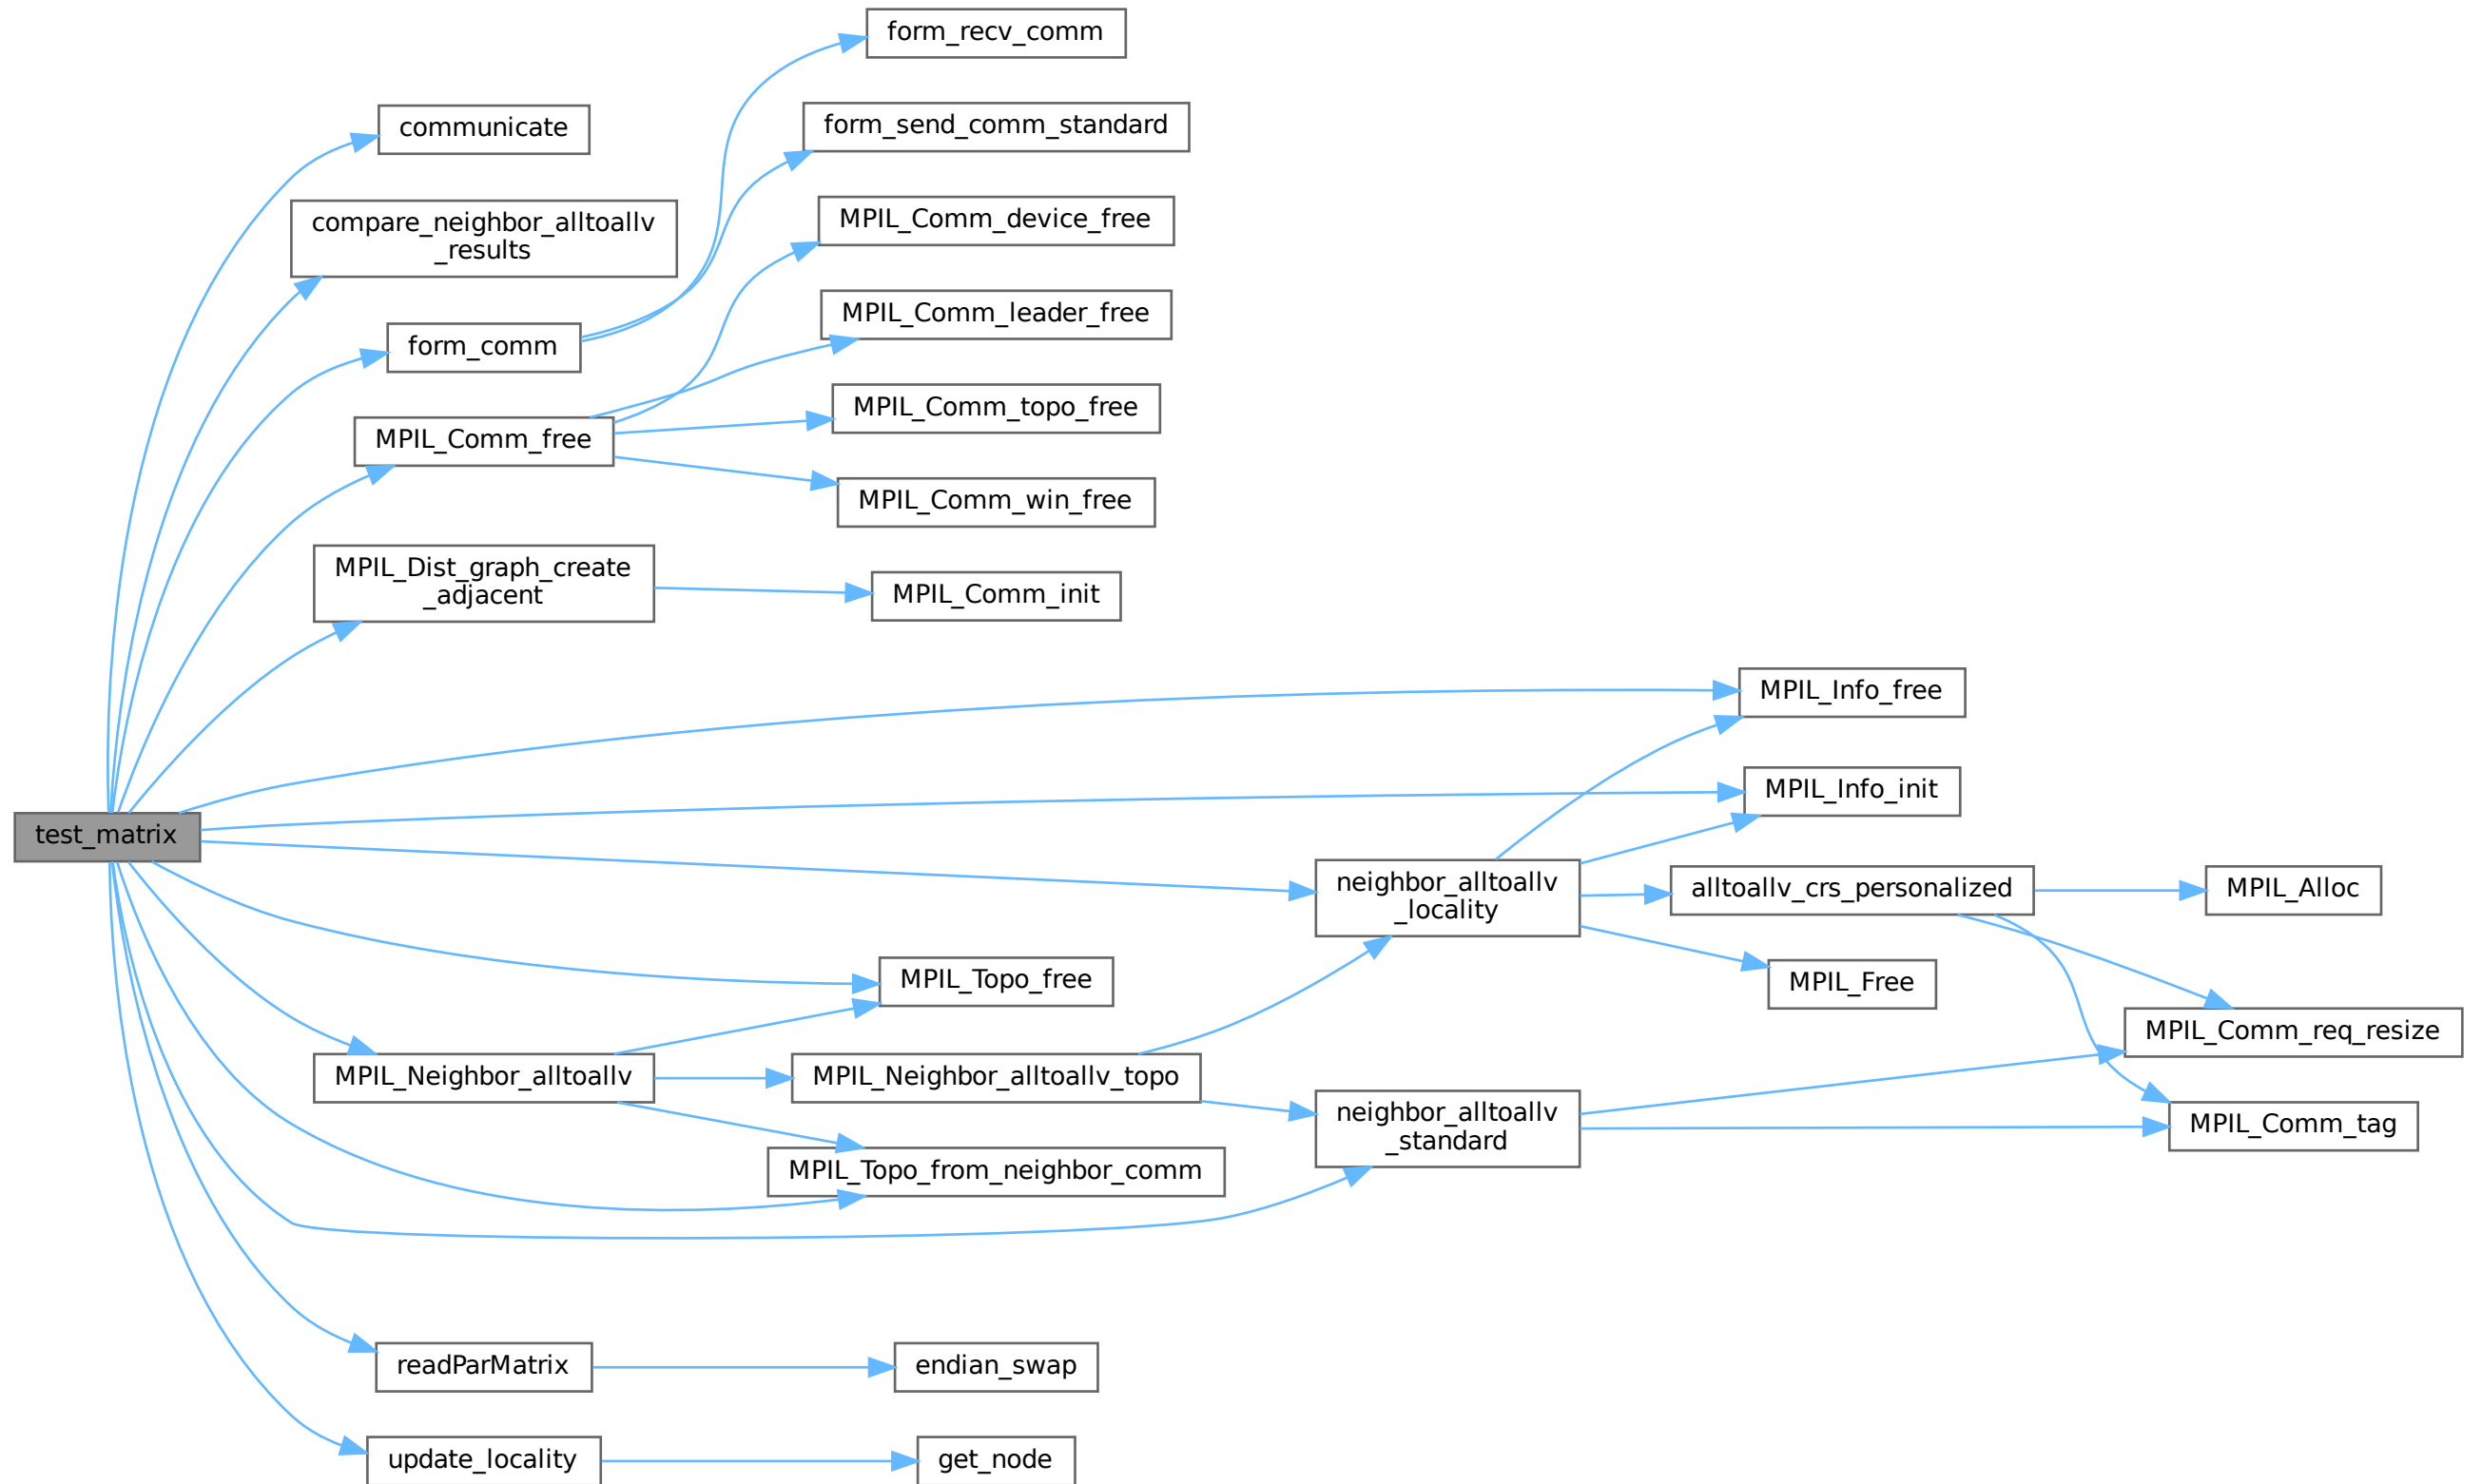 form_recv_comm
form_send_comm_standard
communicate
compare_neighbor_alltoallv
_results
MPIL_Comm_device_free
MPIL_Comm_leader_free
form_comm
MPIL_Comm_topo_free
MPIL_Comm_free
MPIL_Comm_win_free
MPIL_Dist_graph_create
_adjacent
MPIL_Comm_init
MPIL_Info_free
MPIL_Info_init
test_matrix
neighbor_alltoallv
_locality
alltoallv_crs_personalized
MPIL_Alloc
MPIL_Topo_free
MPIL_Free
MPIL_Comm_req_resize
MPIL_Neighbor_alltoallv
MPIL_Neighbor_alltoallv_topo
neighbor_alltoallv
_standard
MPIL_Comm_tag
MPIL_Topo_from_neighbor_comm
readParMatrix
endian_swap
update_locality
get_node